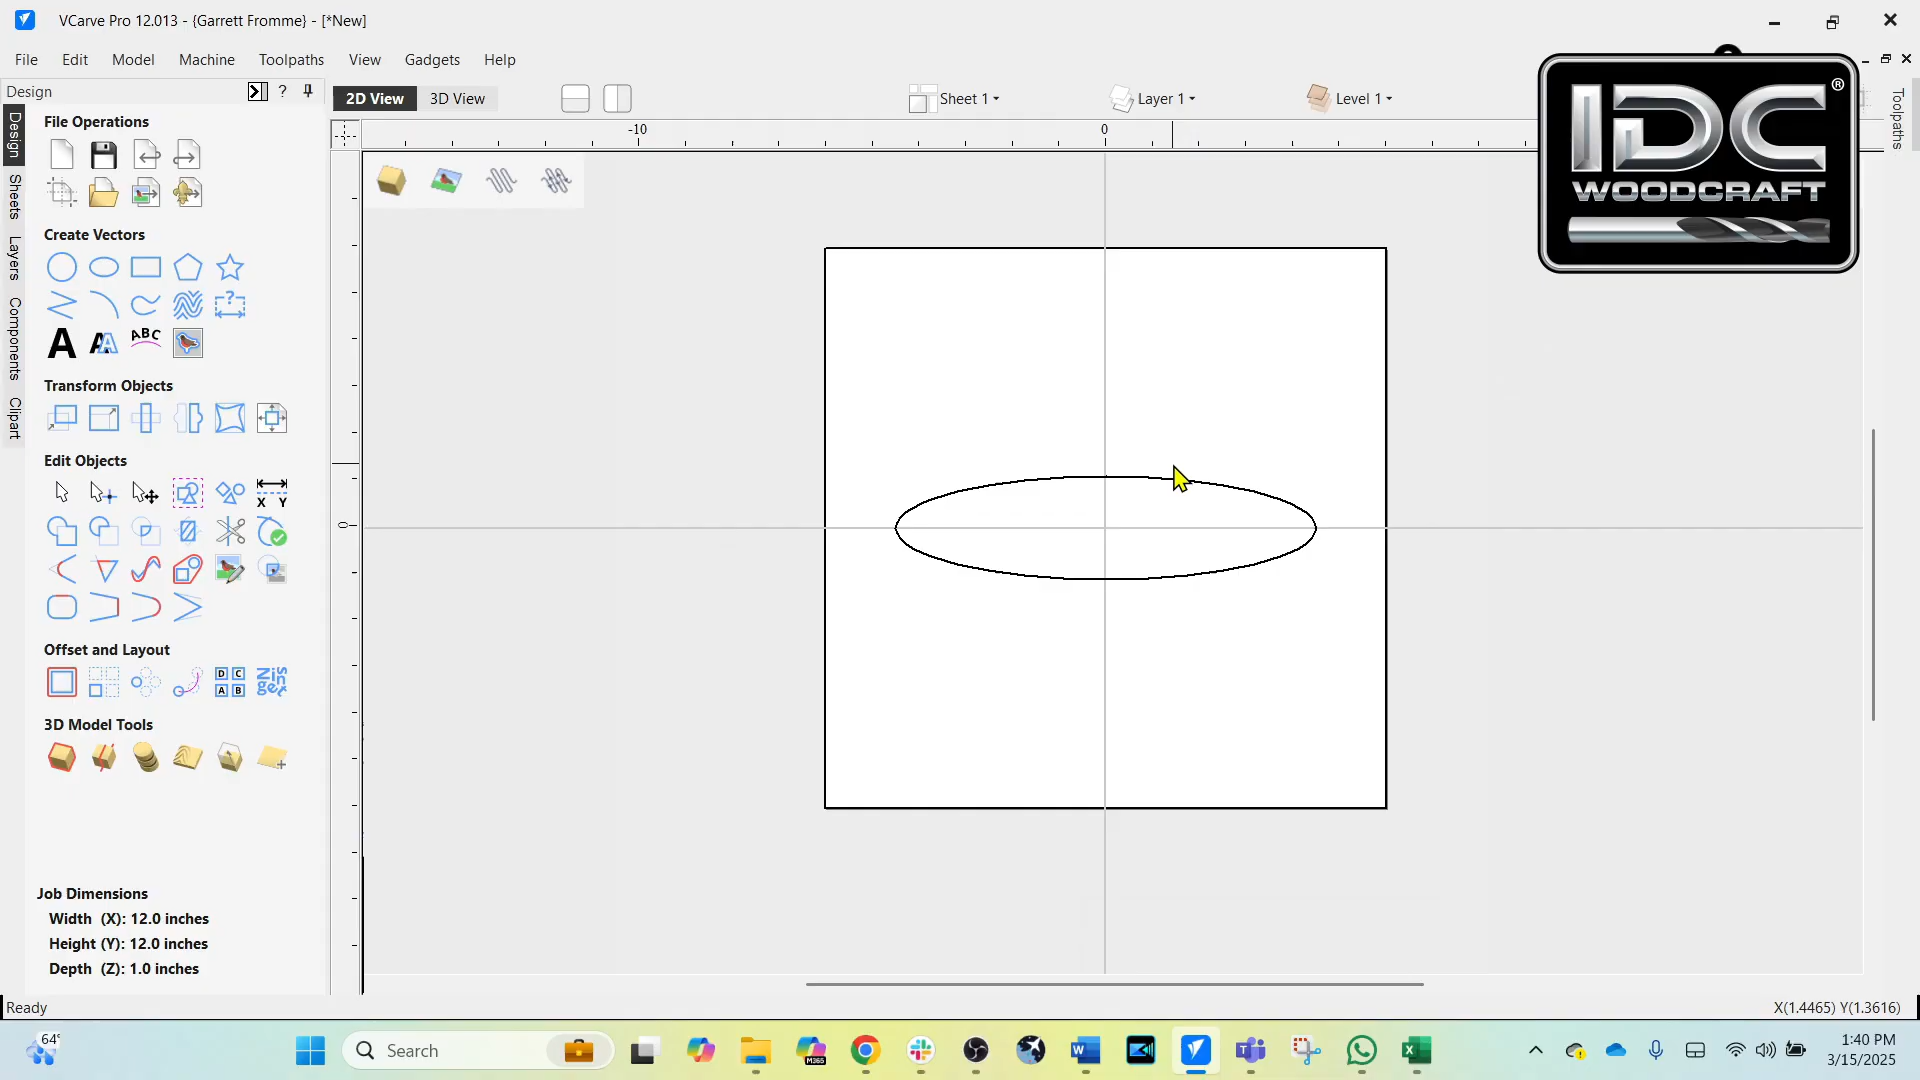 VCarve Pro 12.013 - {Garrett Fromme} - [*New]
File Edit Model Machine Toolpaths View Gadgets Help
Design ?
2D View 3D View Sheet 1 Layer 1 Level 1
IDC ®
WOODCRAFT
Toolpaths
-10 0
0
Design
Sheets
Layers
Components
Clipart
File Operations
Create Vectors
?
A A ABC
Transform Objects
Edit Objects
X Y
Offset and Layout
D C
A B
3D Model Tools
Job Dimensions
Width (X): 12.0 inches
Height (Y): 12.0 inches
Depth (Z): 1.0 inches
Ready
X(1.4465) Y(1.3616)
64°
Search
M365
1:40 PM
3/15/2025